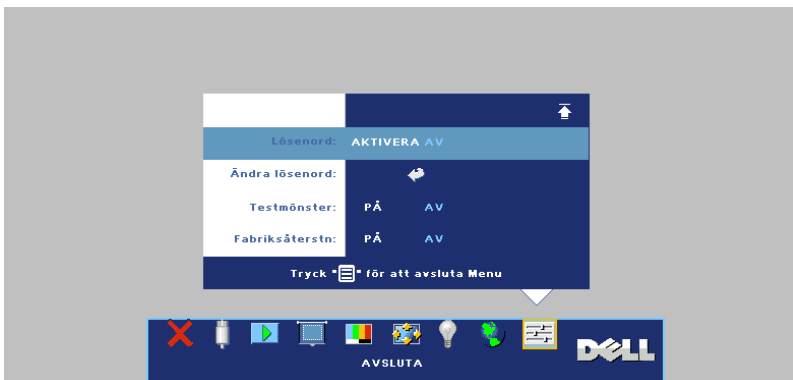 Lösenord: AKTIVERA AV
Ändra lösenord:
Testmönster: PÅ AV
Fabriksåterstn: PÅ AV
Tryck "" för att avsluta Menu
AVSLUTA
DELL